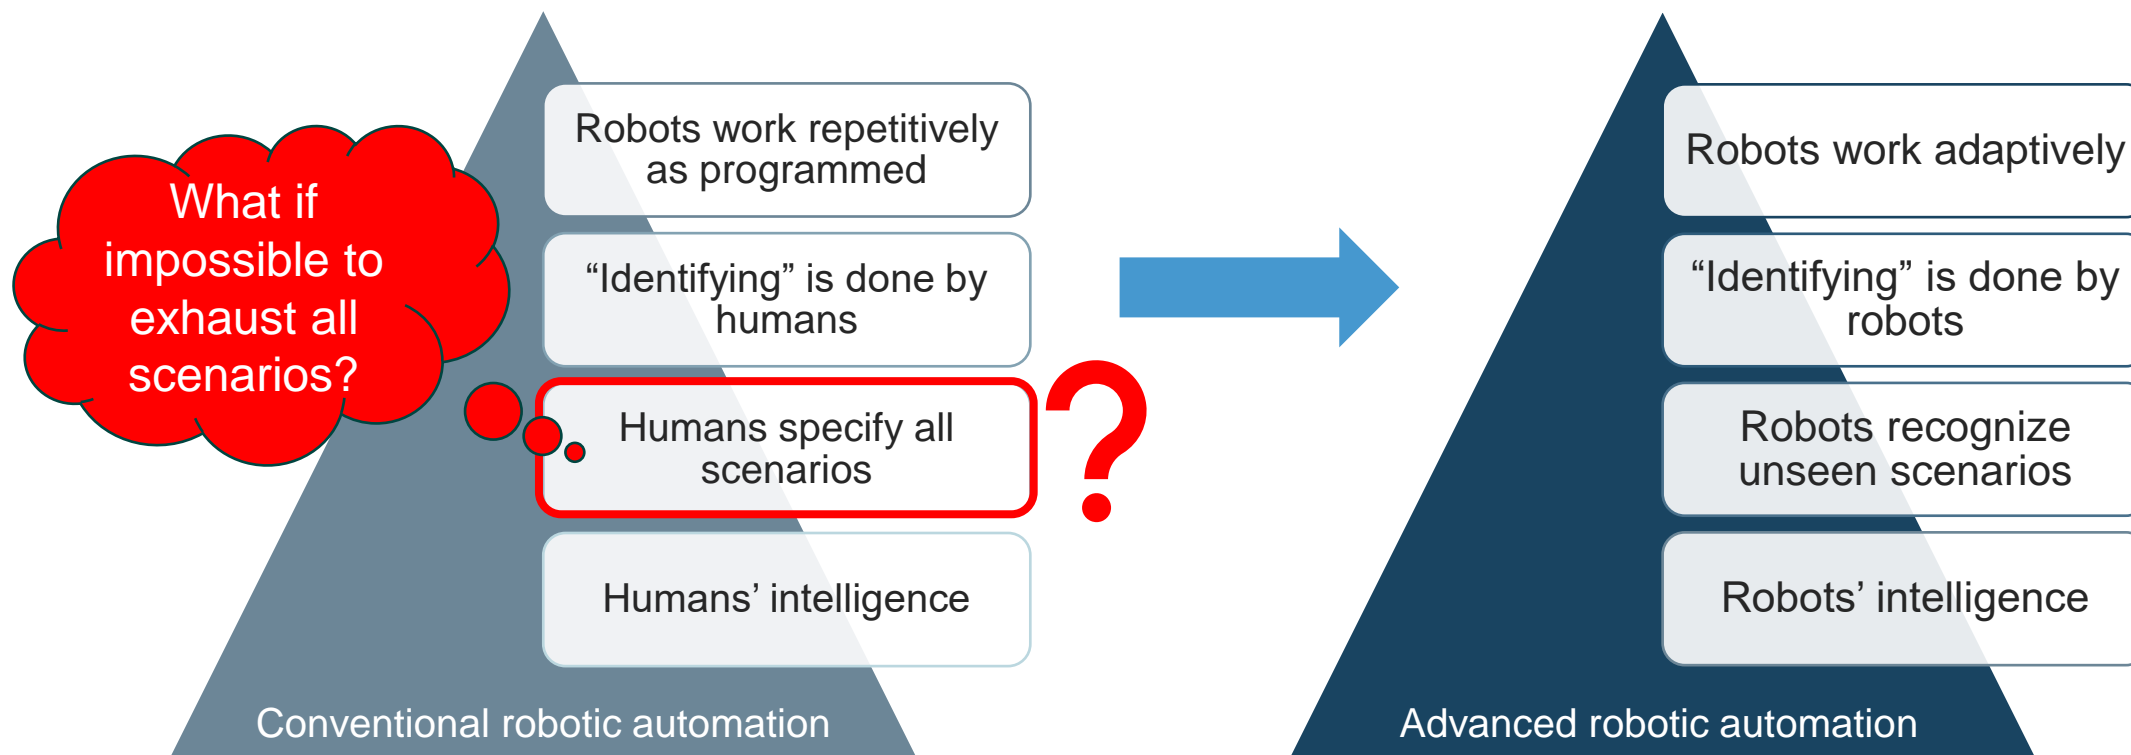 What if
impossible to
exhaust all
scenarios?
Robots work repetitively
as programmed
“Identifying” is done by
humans
Humans specify all
scenarios
?
Humans’ intelligence
Conventional robotic automation
Robots work adaptively
“Identifying” is done by
robots
Robots recognize
unseen scenarios
Robots’ intelligence
Advanced robotic automation